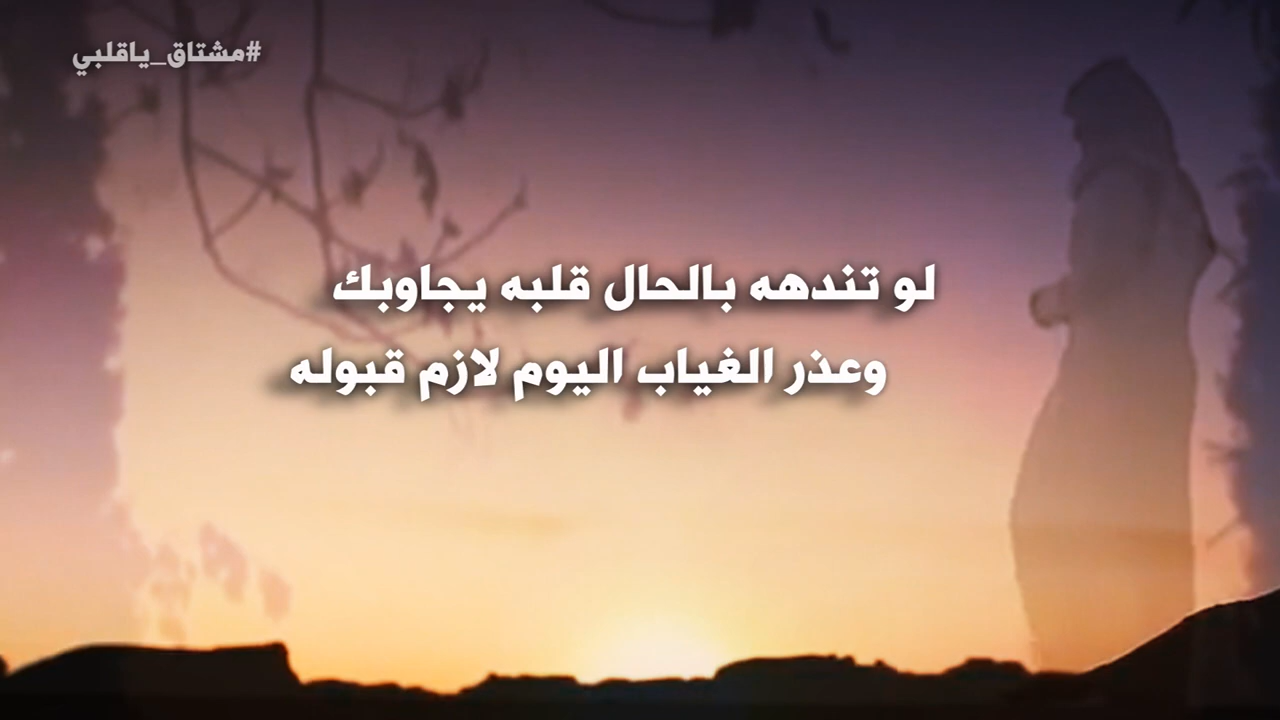 #مشتاق_ياقلبي
لو تندهه بالحال قلبه يجاوبك
وعذر الغياب اليوم لازم قبوله